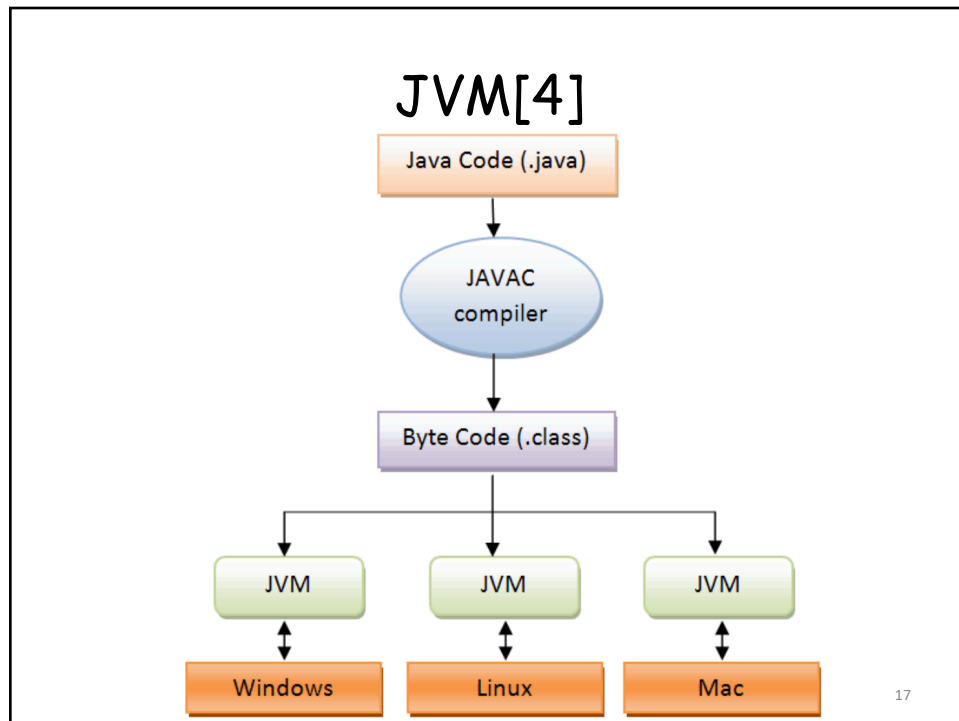 JVM[4]
Java Code (.java)
JAVAC
compiler
Byte Code (.class)
JVM
JVM
JVM
Windows
Linux
Mac
17